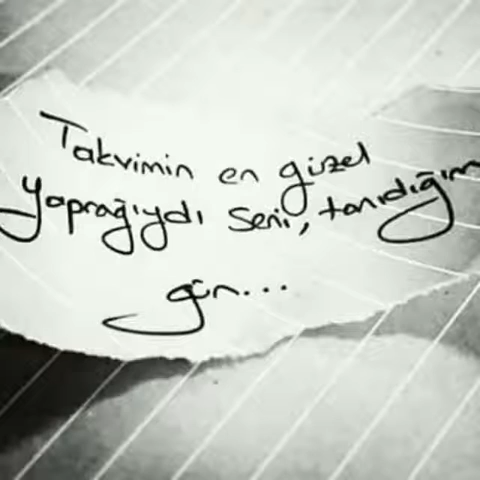 Takvimin en güzel
yaprağıydı seni, tanıdığım
gün...